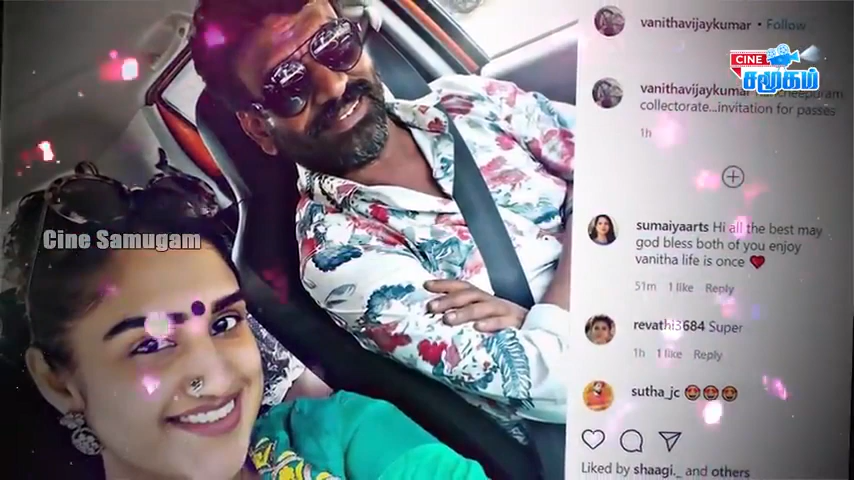 vanithavijaykumar • Follow
CINE
சமூகம்
vanithavijaykumar
collectorate...invitation for passes
1h
Cine Samugam
sumaiyaarts Hi all the best may
god bless both of you enjoy
vanitha life is once ❤
51m 1 like Reply
revathi3684 Super
1h 1 like Reply
sutha_jc 😍😍😍
Liked by shaagi._ and others